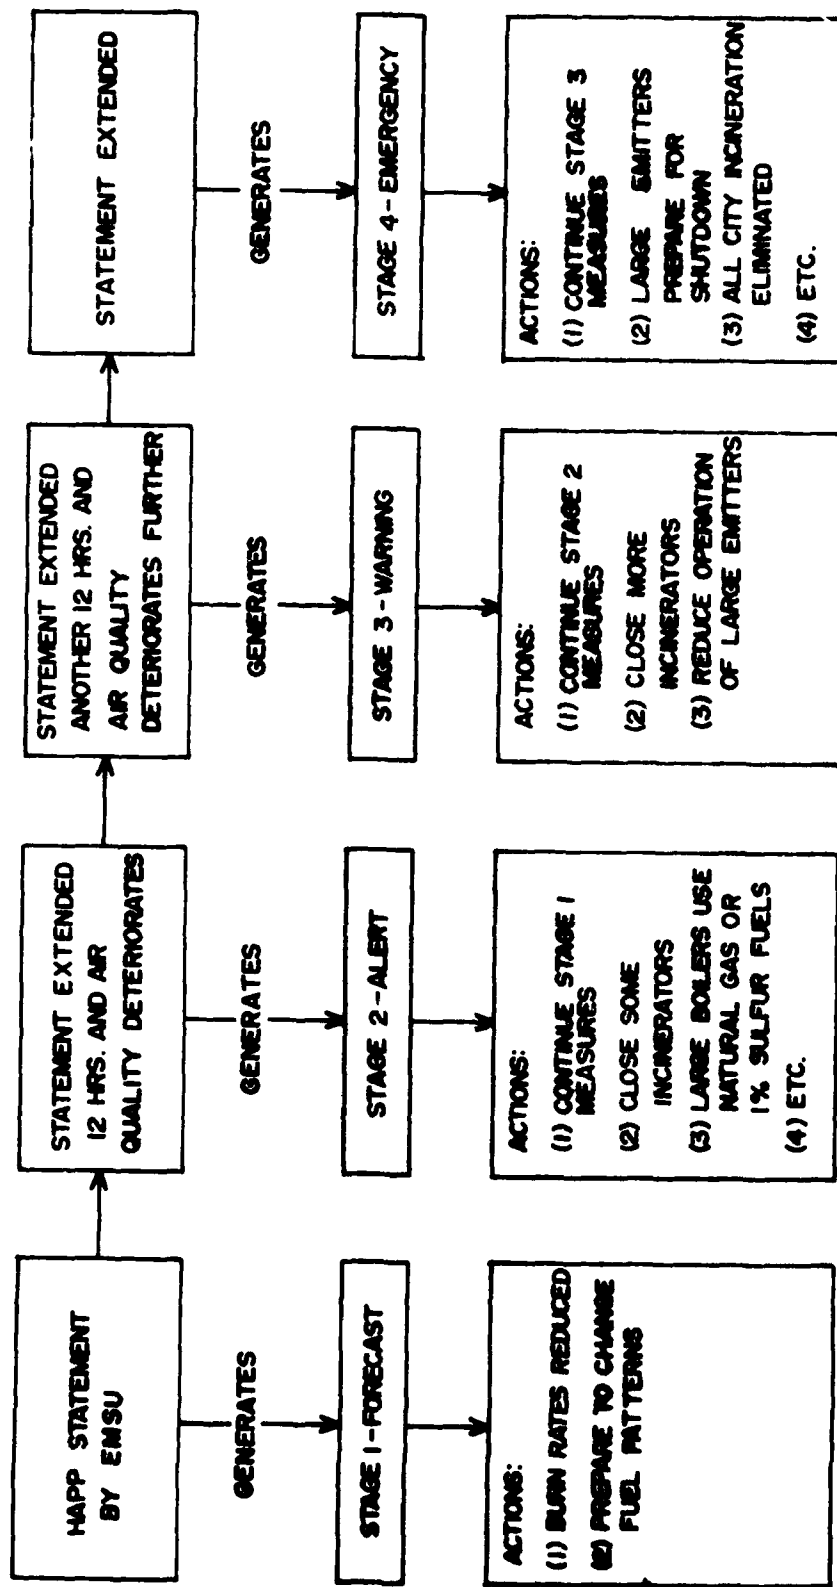 HAPP STATEMENT
BY EMSU
GENERATES
STAGE 1-FORECAST
ACTIONS:
(1) BURN RATES REDUCED
(2) PREPARE TO CHANGE
FUEL PATTERNS
STATEMENT EXTENDED
12 HRS. AND AIR
QUALITY DETERIORATES
GENERATES
STAGE 2-ALERT
ACTIONS:
(1) CONTINUE STAGE 1
MEASURES
(2) CLOSE SOME
INCINERATORS
(3) LARGE BOILERS USE
NATURAL GAS OR
1% SULFUR FUELS
(4) ETC.
STATEMENT EXTENDED
ANOTHER 12 HRS. AND
AIR QUALITY
DETERIORATES FURTHER
GENERATES
STAGE 3-WARNING
ACTIONS:
(1) CONTINUE STAGE 2
MEASURES
(2) CLOSE MORE
INCINERATORS
(3) REDUCE OPERATION
OF LARGE EMITTERS
STATEMENT EXTENDED
GENERATES
STAGE 4-EMERGENCY
ACTIONS:
(1) CONTINUE STAGE 3
MEASURES
(2) LARGE EMITTERS
PREPARE FOR
SHUTDOWN
(3) ALL CITY INCINERATION
ELIMINATED
(4) ETC.